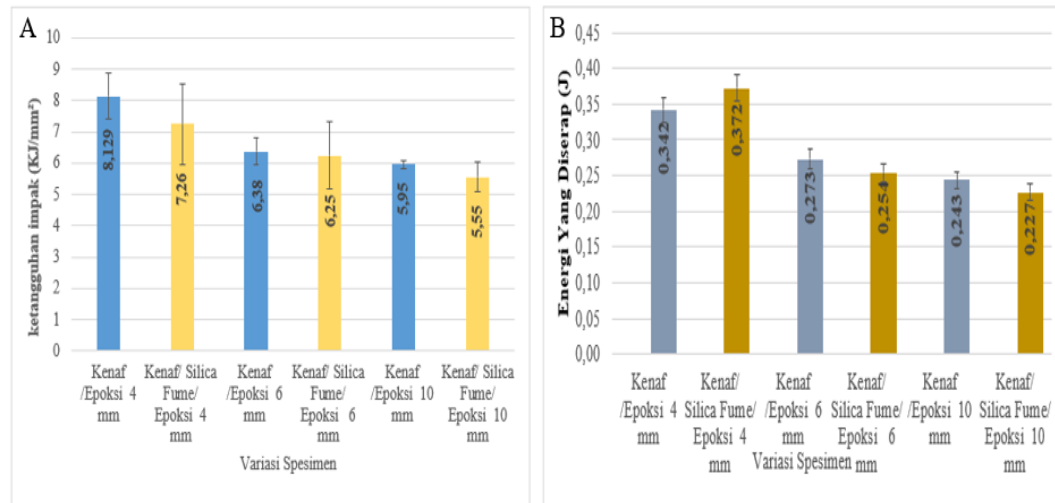 A
10
9
8
7
6
5
4
3
2
1
0
ketangguhan impak (KJ/mm²)
8,129
7,26
6,38
6,25
5,95
5,55
Kenaf
/Epoksi 4
mm
Kenaf/ Silica
Fume/
Epoksi 4
mm
Kenaf
/Epoksi 6
mm
Kenaf/ Silica
Fume/
Epoksi 6
mm
Kenaf
/Epoksi 10
mm
Kenaf/ Silica
Fume/
Epoksi 10
mm
Variasi Spesimen
B
0,45
0,40
0,35
0,30
0,25
0,20
0,15
0,10
0,05
0,00
Energi Yang Diserap (J)
0,342
0,372
0,273
0,254
0,243
0,227
Kenaf
/Epoksi 4
mm
Kenaf/
Silica Fume/
Epoksi 4
mm
Kenaf
/Epoksi 6
mm
Kenaf/
Silica Fume/
Epoksi 6
mm
Kenaf
/Epoksi 10
mm
Kenaf/
Silica Fume/
Epoksi 10
mm
Variasi Spesimen